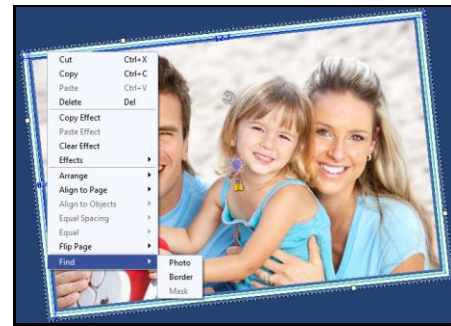 Cut Ctrl+X
Copy Ctrl+C
Paste Ctrl+V
Delete Del
Copy Effect
Paste Effect
Clear Effect
Effects
Arrange
Align to Page
Align to Objects
Equal Spacing
Equal
Flip Page
Find
Photo
Border
Mask